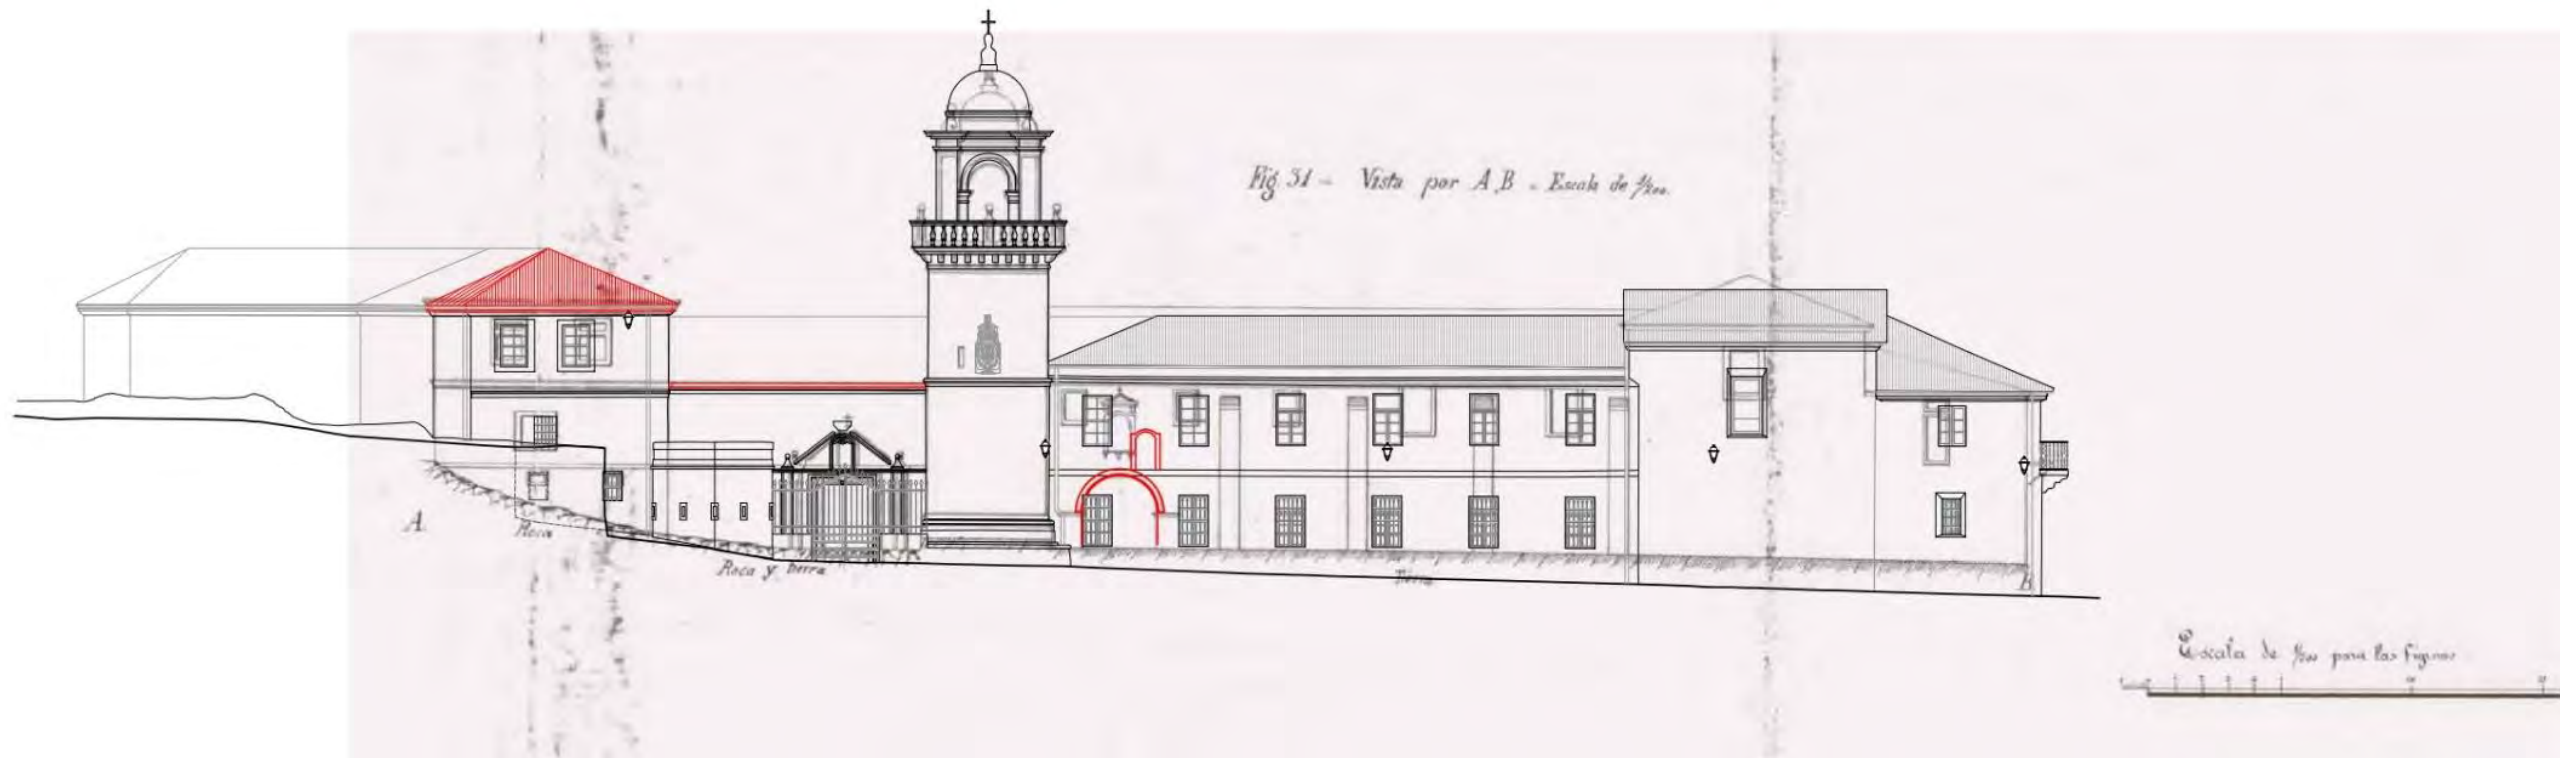 Fig. 31 - Vista por A,B - Escala de 1/200.
A.
Roca
Roca y tierra
Tierra
B
Escala de 1/200 para las figuras